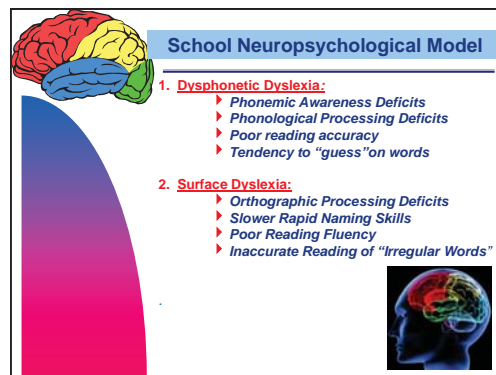 School Neuropsychological Model
1. Dysphonetic Dyslexia:
Phonemic Awareness Deficits
Phonological Processing Deficits
Poor reading accuracy
Tendency to “guess”on words
2. Surface Dyslexia:
Orthographic Processing Deficits
Slower Rapid Naming Skills
Poor Reading Fluency
Inaccurate Reading of “Irregular Words”
.